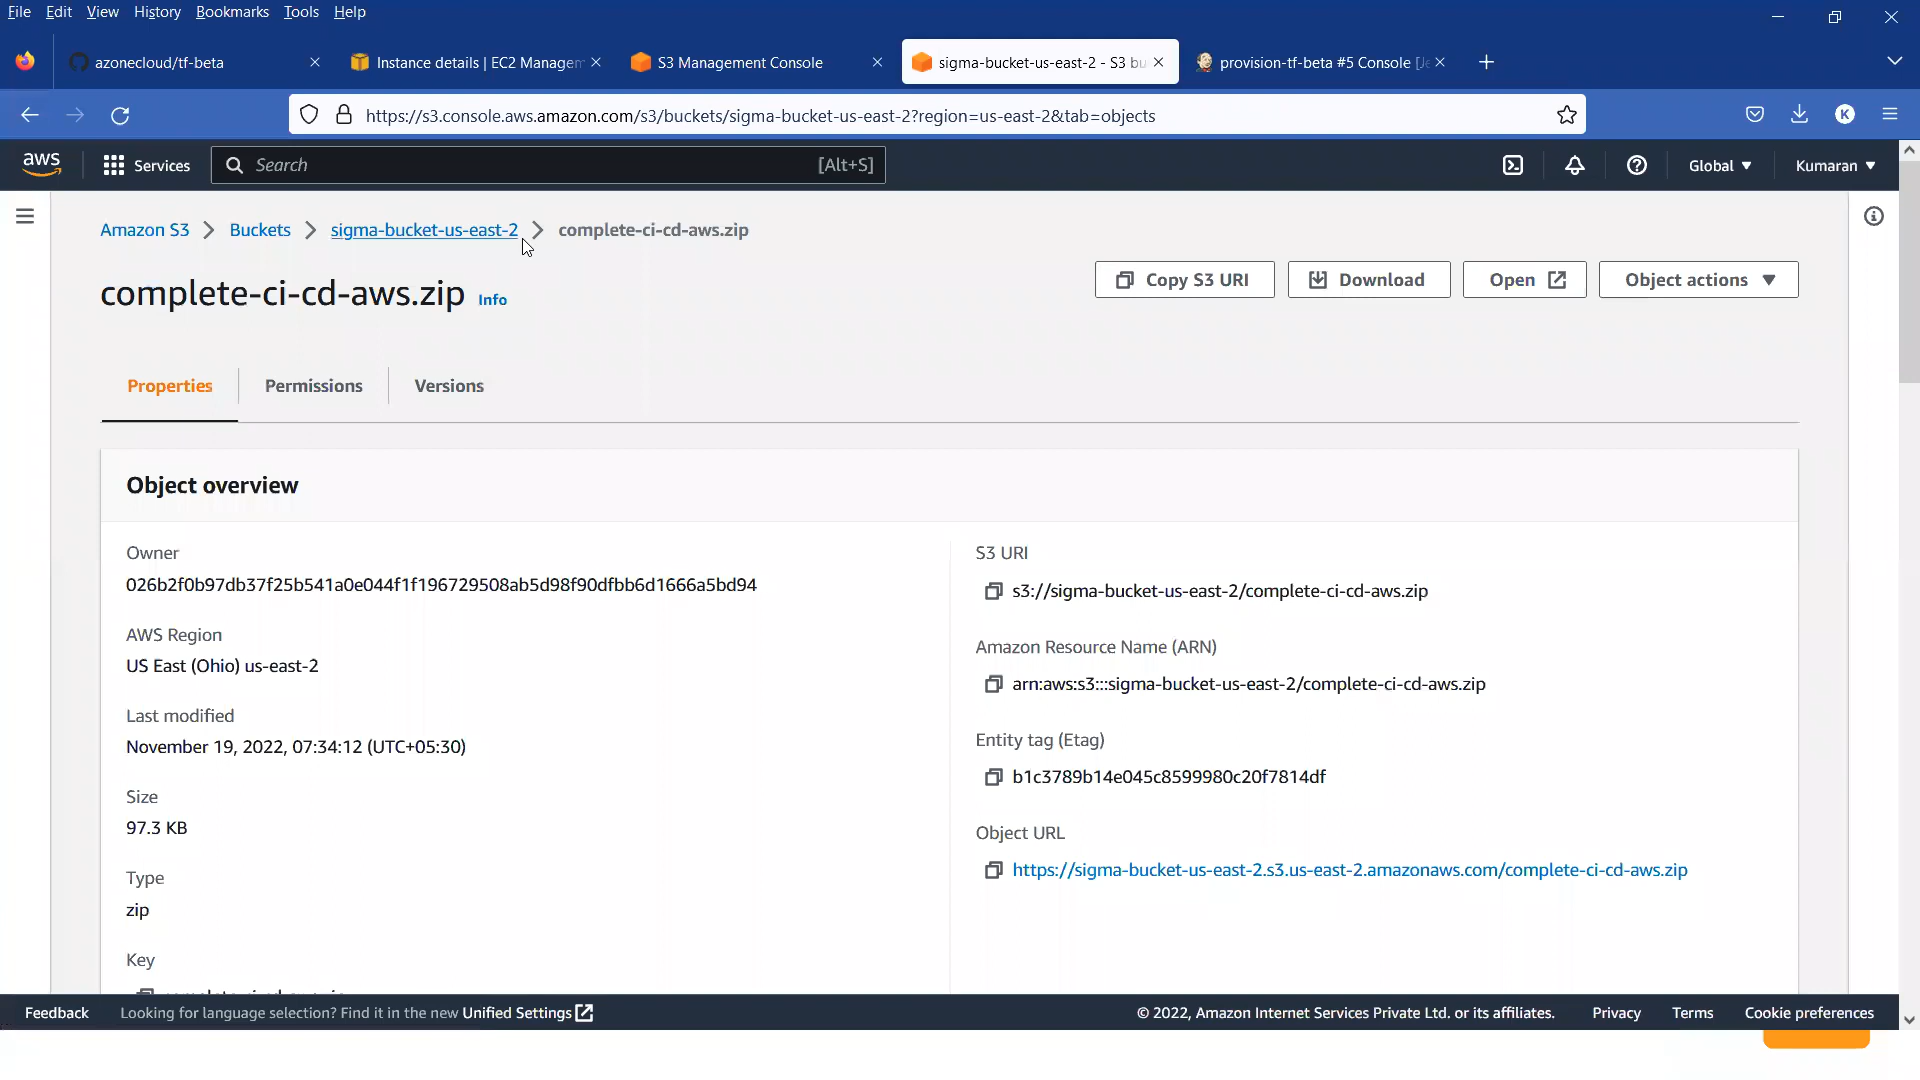 File Edit View History Bookmarks Tools Help
azonecloud/tf-beta
Instance details | EC2 Managem
S3 Management Console
sigma-bucket-us-east-2 - S3 bu
provision-tf-beta #5 Console [Je
https://s3.console.aws.amazon.com/s3/buckets/sigma-bucket-us-east-2?region=us-east-2&tab=objects
K
aws
Services
Search
[Alt+S]
Global
Kumaran
Amazon S3
Buckets
sigma-bucket-us-east-2
complete-ci-cd-aws.zip
complete-ci-cd-aws.zip Info
Copy S3 URI
Download
Open
Object actions
Properties
Permissions
Versions
Object overview
Owner
026b2f0b97db37f25b541a0e044f1f196729508ab5d98f90dfbb6d1666a5bd94
AWS Region
US East (Ohio) us-east-2
Last modified
November 19, 2022, 07:34:12 (UTC+05:30)
Size
97.3 KB
Type
zip
Key
S3 URI
s3://sigma-bucket-us-east-2/complete-ci-cd-aws.zip
Amazon Resource Name (ARN)
arn:aws:s3:::sigma-bucket-us-east-2/complete-ci-cd-aws.zip
Entity tag (Etag)
b1c3789b14e045c8599980c20f7814df
Object URL
https://sigma-bucket-us-east-2.s3.us-east-2.amazonaws.com/complete-ci-cd-aws.zip
Feedback
Looking for language selection? Find it in the new Unified Settings
© 2022, Amazon Internet Services Private Ltd. or its affiliates.
Privacy
Terms
Cookie preferences